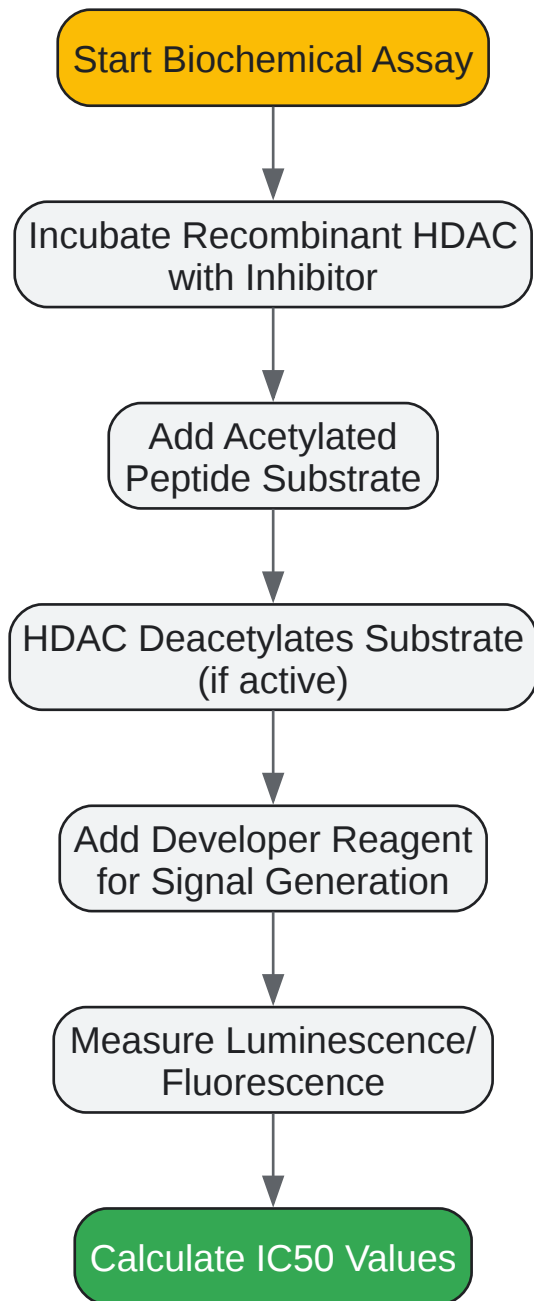 Start Biochemical Assay
Incubate Recombinant HDAC
with Inhibitor
Add Acetylated
Peptide Substrate
HDAC Deacetylates Substrate
(if active)
Add Developer Reagent
for Signal Generation
Measure Luminescence/
Fluorescence
Calculate IC50 Values